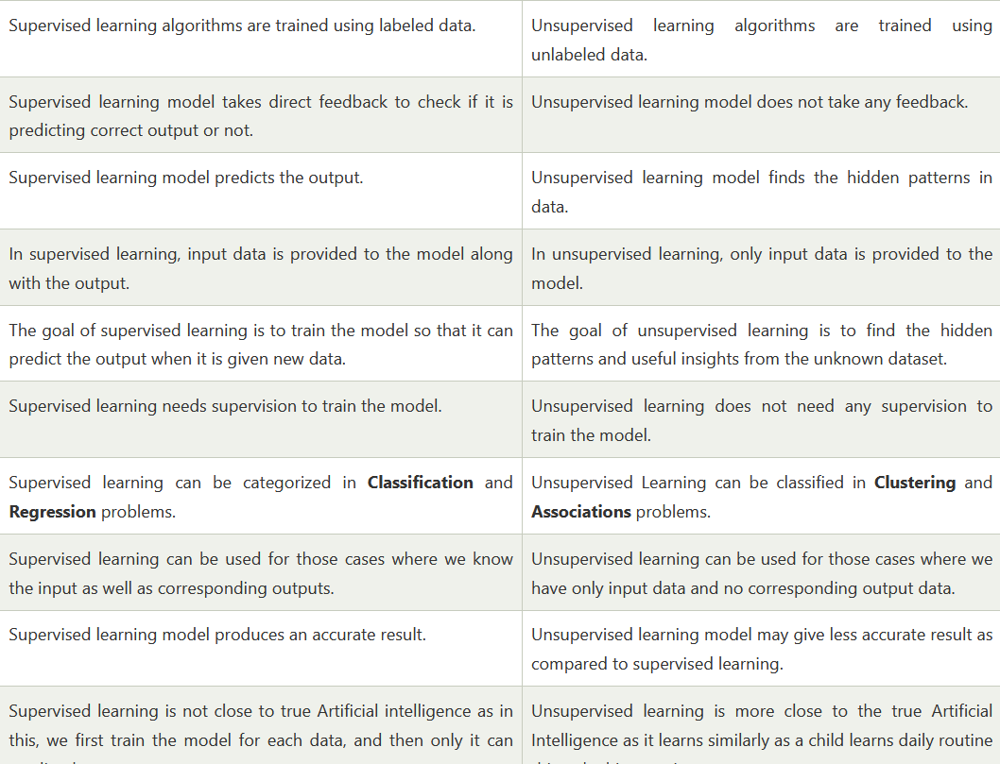 Supervised learning algorithms are trained using labeled data.
Unsupervised learning algorithms are trained using
unlabeled data.
Supervised learning model takes direct feedback to check if it is
predicting correct output or not.
Unsupervised learning model does not take any feedback.
Supervised learning model predicts the output.
Unsupervised learning model finds the hidden patterns in
data.
In supervised learning, input data is provided to the model along
with the output.
In unsupervised learning, only input data is provided to the
model.
The goal of supervised learning is to train the model so that it can
predict the output when it is given new data.
The goal of unsupervised learning is to find the hidden
patterns and useful insights from the unknown dataset.
Supervised learning needs supervision to train the model.
Unsupervised learning does not need any supervision to
train the model.
Supervised learning can be categorized in Classification and
Regression problems.
Unsupervised Learning can be classified in Clustering and
Associations problems.
Supervised learning can be used for those cases where we know
the input as well as corresponding outputs.
Unsupervised learning can be used for those cases where we
have only input data and no corresponding output data.
Supervised learning model produces an accurate result.
Unsupervised learning model may give less accurate result as
compared to supervised learning.
Supervised learning is not close to true Artificial intelligence as in
this, we first train the model for each data, and then only it can
Unsupervised learning is more close to the true Artificial
Intelligence as it learns similarly as a child learns daily routine